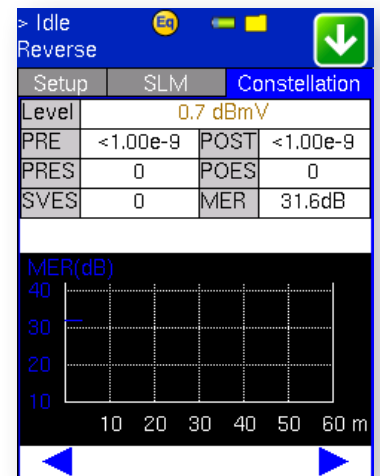 > Idle Eq
Reverse
Setup SLM Constellation
Level 0.7 dBmV
PRE <1.00e-9 POST <1.00e-9
PRES 0 POES 0
SVES 0 MER 31.6dB
MER(dB)
40
30
20
10
10 20 30 40 50 60 m